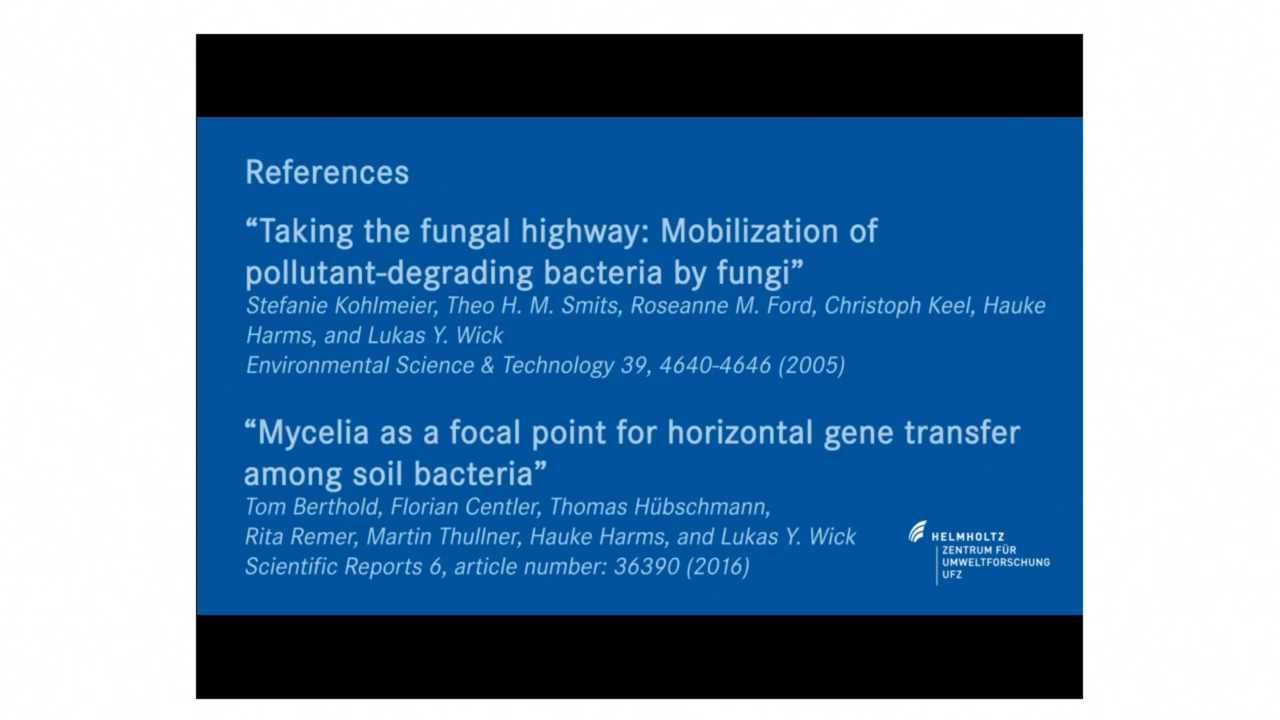 References
“Taking the fungal highway: Mobilization of
pollutant-degrading bacteria by fungi”
Stefanie Kohlmeier, Theo H. M. Smits, Roseanne M. Ford, Christoph Keel, Hauke
Harms, and Lukas Y. Wick
Environmental Science & Technology 39, 4640-4646 (2005)
“Mycelia as a focal point for horizontal gene transfer
among soil bacteria”
Tom Berthold, Florian Centler, Thomas Hübschmann,
Rita Remer, Martin Thullner, Hauke Harms, and Lukas Y. Wick
Scientific Reports 6, article number: 36390 (2016)
HELMHOLTZ
ZENTRUM FÜR
UMWELTFORSCHUNG
UFZ